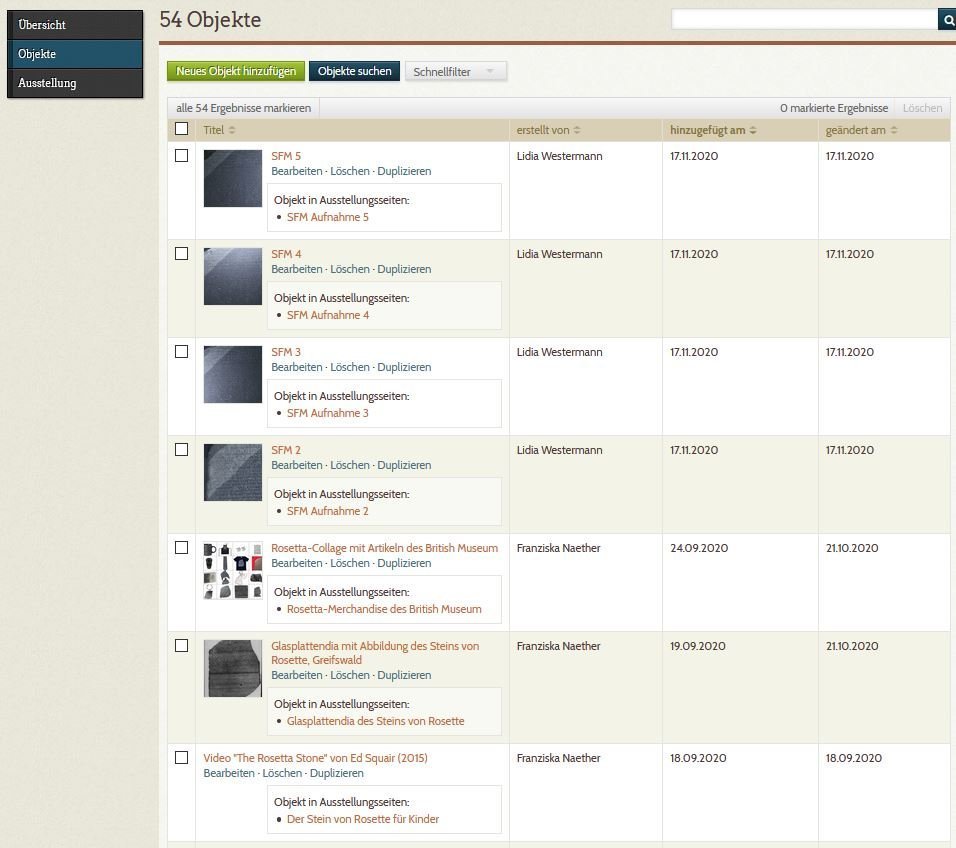 Übersicht
Objekte
Ausstellung
54 Objekte
Neues Objekt hinzufügen Objekte suchen Schnellfilter
alle 54 Ergebnisse markieren 0 markierte Ergebnisse Löschen
Titel erstellt von hinzugefügt am geändert am
SFM 5 Lidia Westermann 17.11.2020 17.11.2020
Bearbeiten · Löschen · Duplizieren
Objekt in Ausstellungsseiten:
• SFM Aufnahme 5
SFM 4 Lidia Westermann 17.11.2020 17.11.2020
Bearbeiten · Löschen · Duplizieren
Objekt in Ausstellungsseiten:
• SFM Aufnahme 4
SFM 3 Lidia Westermann 17.11.2020 17.11.2020
Bearbeiten · Löschen · Duplizieren
Objekt in Ausstellungsseiten:
• SFM Aufnahme 3
SFM 2 Lidia Westermann 17.11.2020 17.11.2020
Bearbeiten · Löschen · Duplizieren
Objekt in Ausstellungsseiten:
• SFM Aufnahme 2
Rosetta-Collage mit Artikeln des British Museum Franziska Naether 24.09.2020 21.10.2020
Bearbeiten · Löschen · Duplizieren
Objekt in Ausstellungsseiten:
• Rosetta-Merchandise des British Museum
Glasplattendia mit Abbildung des Steins von Franziska Naether 19.09.2020 21.10.2020
Rosette, Greifswald
Bearbeiten · Löschen · Duplizieren
Objekt in Ausstellungsseiten:
• Glasplattendia des Steins von Rosette
Video "The Rosetta Stone" von Ed Squair (2015) Franziska Naether 18.09.2020 18.09.2020
Bearbeiten · Löschen · Duplizieren
Objekt in Ausstellungsseiten:
• Der Stein von Rosette für Kinder